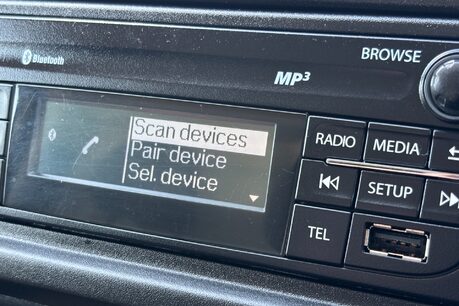 Bluetooth
MP3
BROWSE
Scan devices
Pair device
Sel. device
RADIO
MEDIA
SETUP
TEL